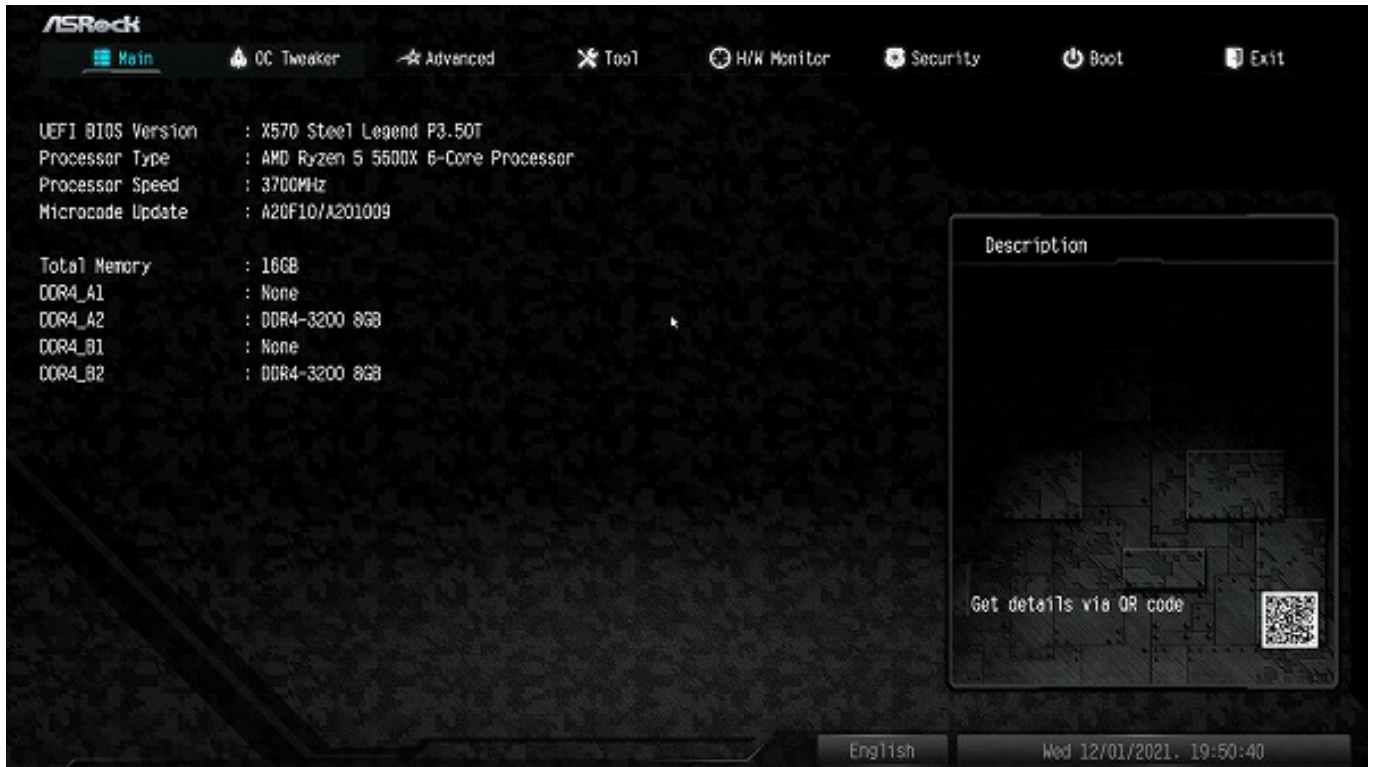 ASRock
Main OC Tweaker Advanced Tool H/W Monitor Security Boot Exit
UEFI BIOS Version : X570 Steel Legend P3.50T
Processor Type : AMD Ryzen 5 5600X 6-Core Processor
Processor Speed : 3700MHz
Microcode Update : A20F10/A201009
Total Memory : 16GB
DDR4_A1 : None
DDR4_A2 : DDR4-3200 8GB
DDR4_B1 : None
DDR4_B2 : DDR4-3200 8GB
Description
Get details via QR code
English Wed 12/01/2021. 19:50:40